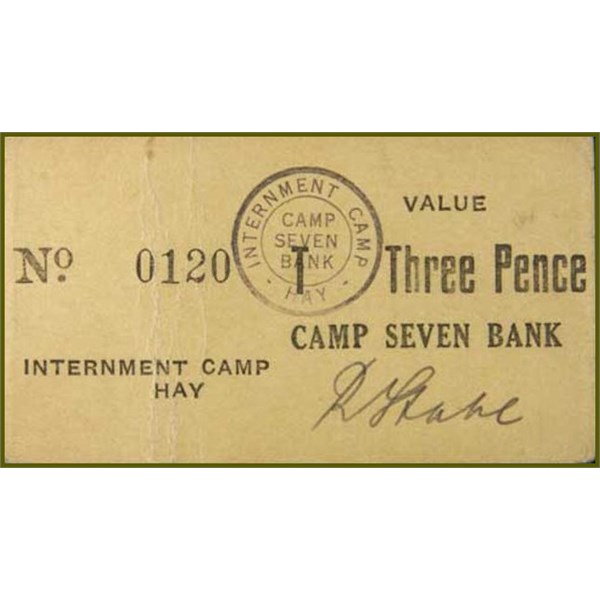 INTERNMENT CAMP
CAMP
SEVEN
BANK
- HAY -
VALUE
Nº 0120 T Three Pence
CAMP SEVEN BANK
INTERNMENT CAMP
HAY